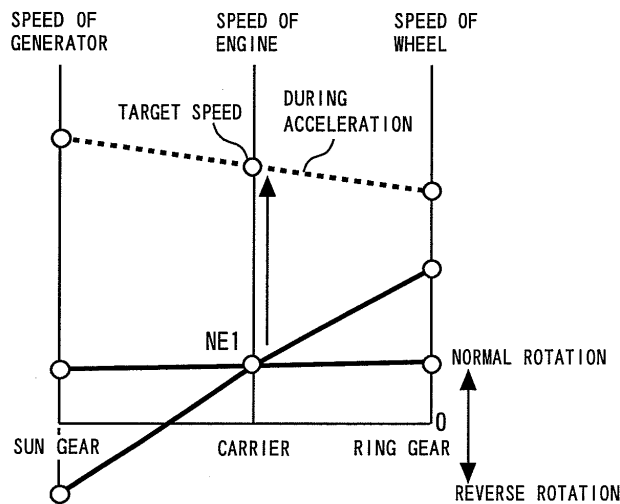 SPEED OF
GENERATOR
SPEED OF
ENGINE
SPEED OF
WHEEL
TARGET SPEED
DURING
ACCELERATION
NE1
NORMAL ROTATION
0
SUN GEAR
CARRIER
RING GEAR
REVERSE ROTATION